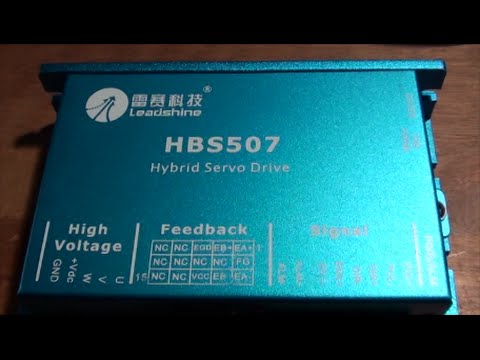 雷赛科技®
Leadshine
HBS507
Hybrid Servo Drive
High
Voltage
Feedback
Signal
NC NC EGD EB+ EA+ 1
NC NC NC NC FG
15 NC NC VCC EB- EA-
GND
+Vdc
W
V
U